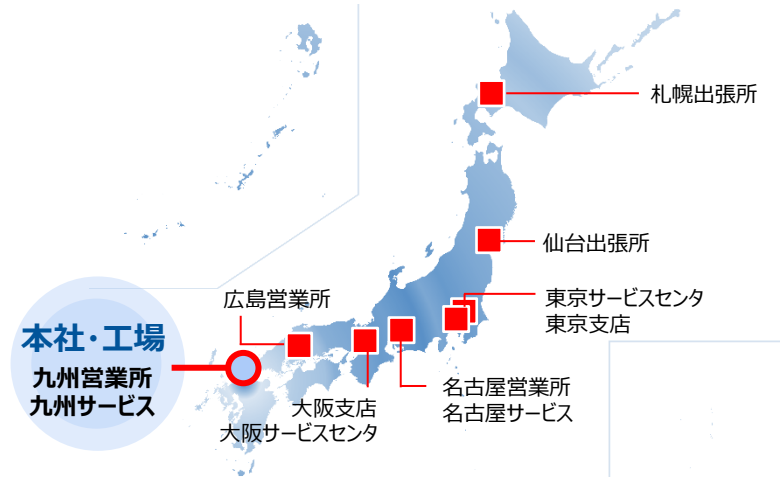 札幌出張所
仙台出張所
東京サービスセンタ
東京支店
広島営業所
本社・工場
九州営業所
九州サービス
名古屋営業所
名古屋サービス
大阪支店
大阪サービスセンタ